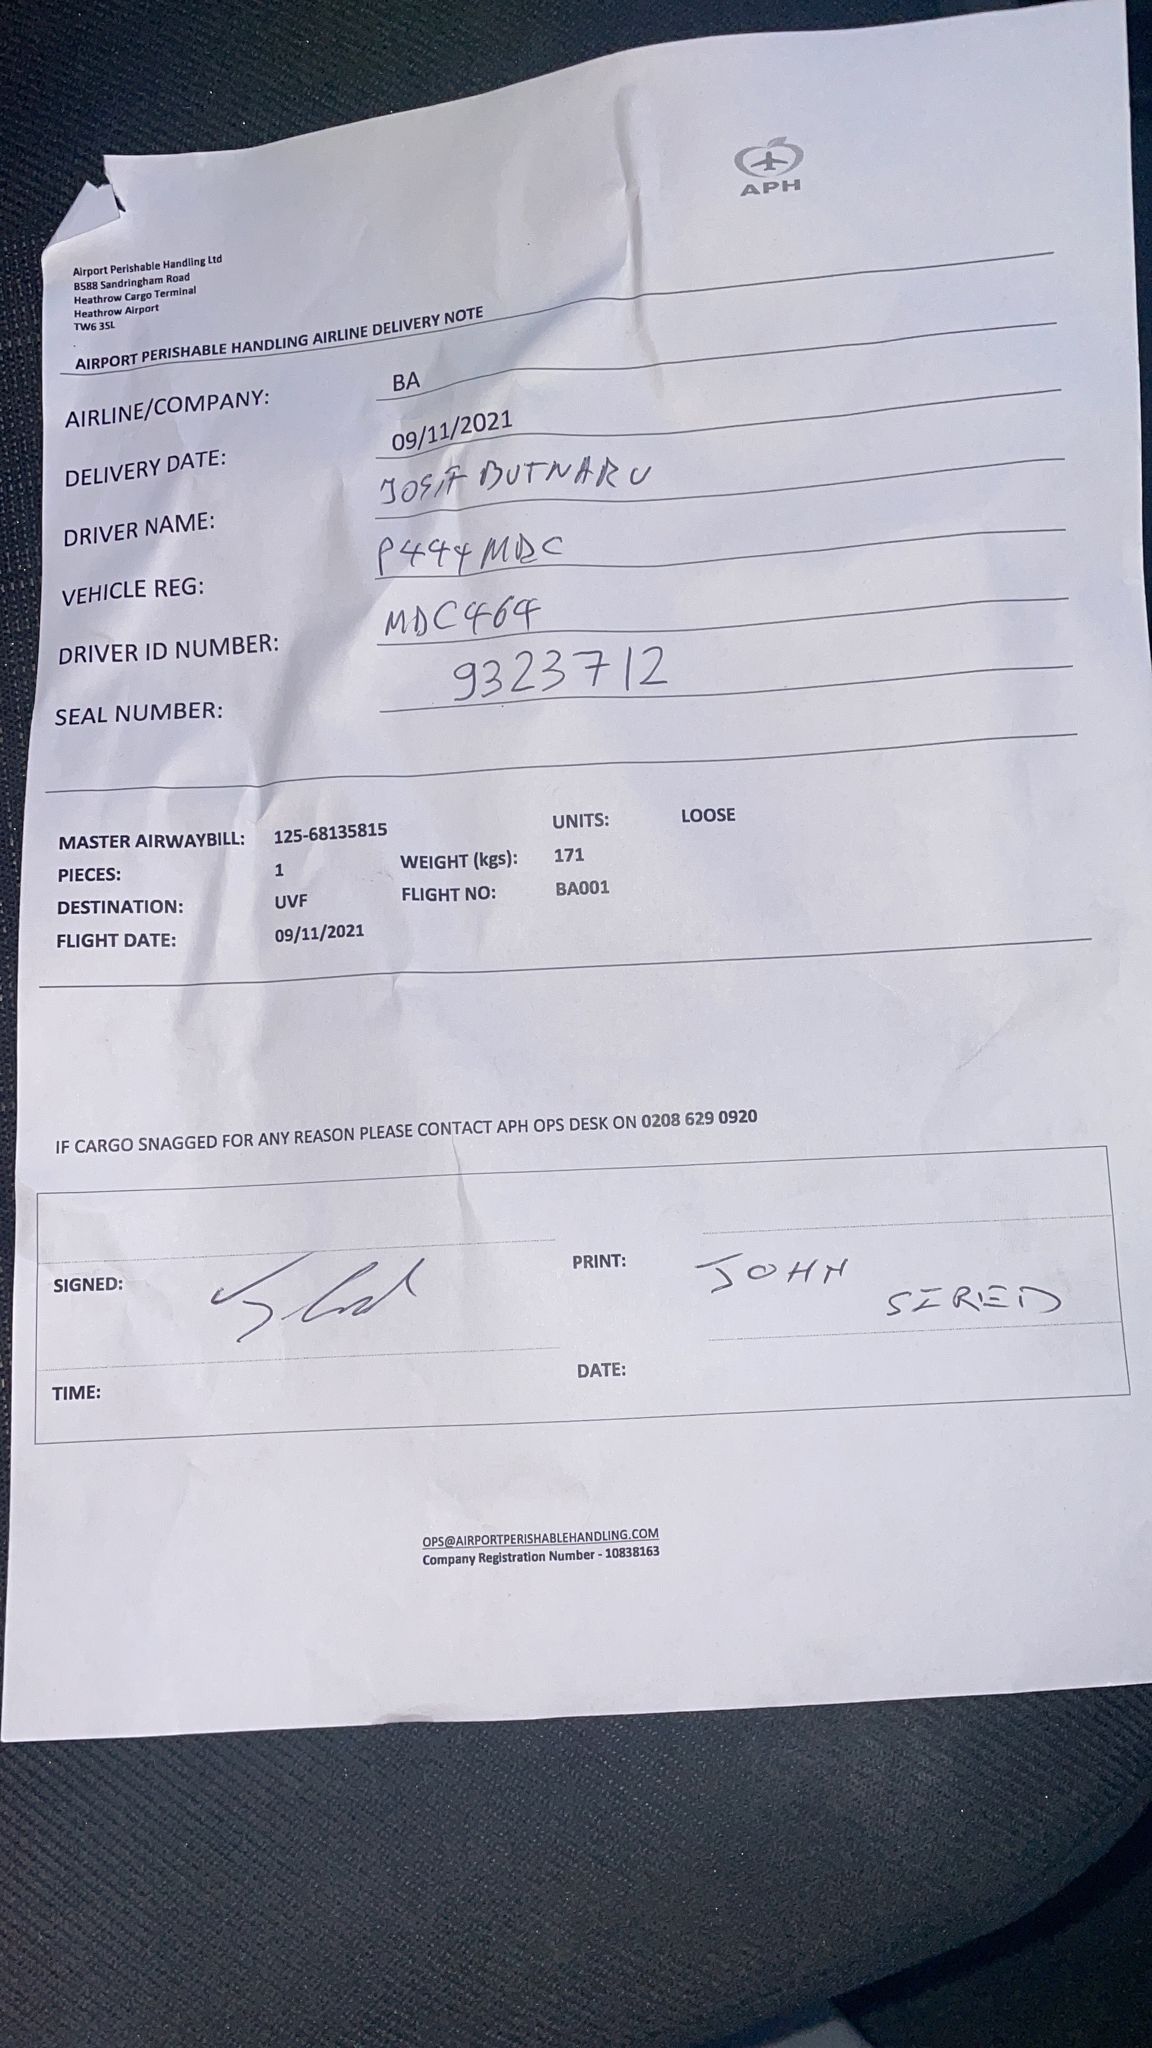 APH
Airport Perishable Handling Ltd
B588 Sandringham Road
Heathrow Cargo Terminal
Heathrow Airport
TW6 3SL
AIRPORT PERISHABLE HANDLING AIRLINE DELIVERY NOTE
AIRLINE/COMPANY: BA
DELIVERY DATE: 09/11/2021
DRIVER NAME: IOSIF BUTNARU
VEHICLE REG: P444MDC
DRIVER ID NUMBER: MDC464
SEAL NUMBER: 9323712
MASTER AIRWAYBILL: 125-68135815 UNITS: LOOSE
PIECES: 1 WEIGHT (kgs): 171
DESTINATION: UVF FLIGHT NO: BA001
FLIGHT DATE: 09/11/2021
IF CARGO SNAGGED FOR ANY REASON PLEASE CONTACT APH OPS DESK ON 0208 629 0920
SIGNED: PRINT: JOHN
SIRED
TIME: DATE:
OPS@AIRPORTPERISHABLEHANDLING.COM
Company Registration Number - 10838163